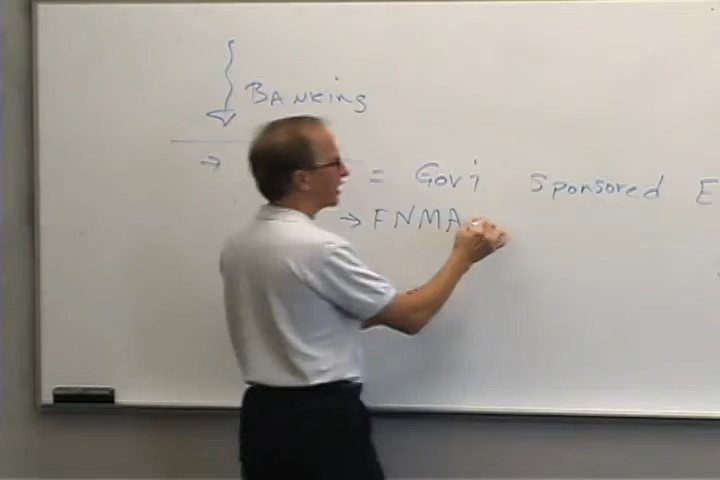 BANKing
→
= Gov't Sponsored E
→ FNMA